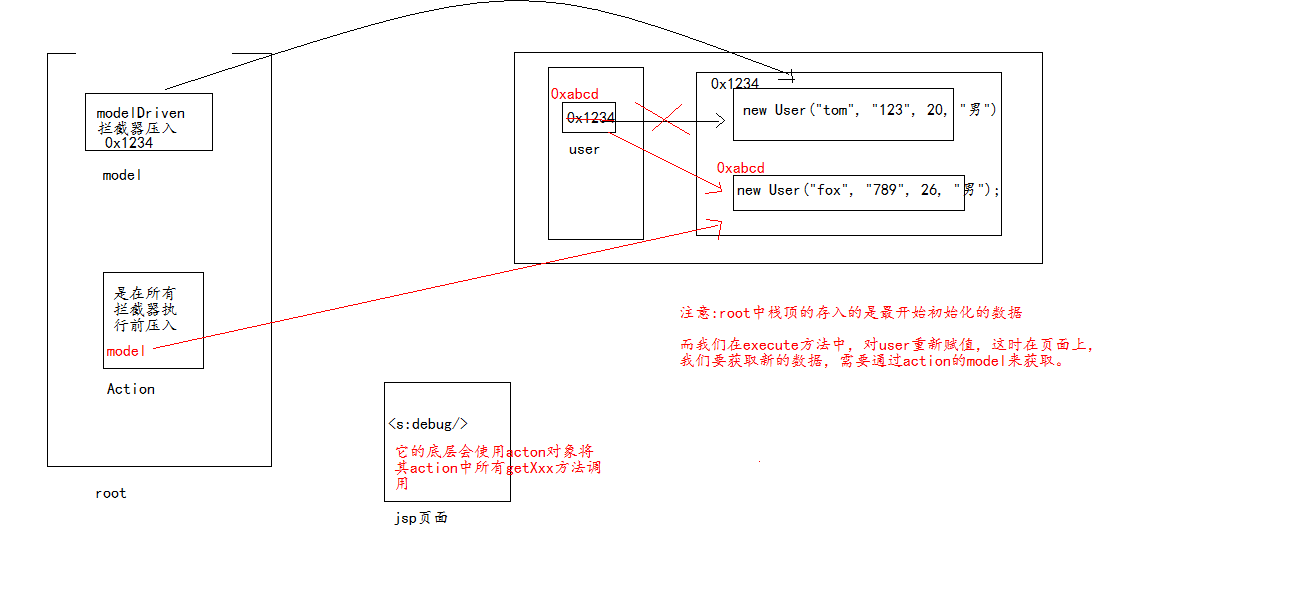 modelDriven
拦截器压入
0x1234
model
是在所有
拦截器执
行前压入
model
Action
root
0xabcd
0x1234
user
0x1234
new User("tom", "123", 20, "男")
0xabcd
new User("fox", "789", 26, "男");
注意:root中栈顶的存入的是最开始初始化的数据
而我们在execute方法中，对user重新赋值，这时在页面上，
我们要获取新的数据，需要通过action的model来获取。
<s:debug/>
它的底层会使用acton对象将
其action中所有getXxx方法调
用
jsp页面